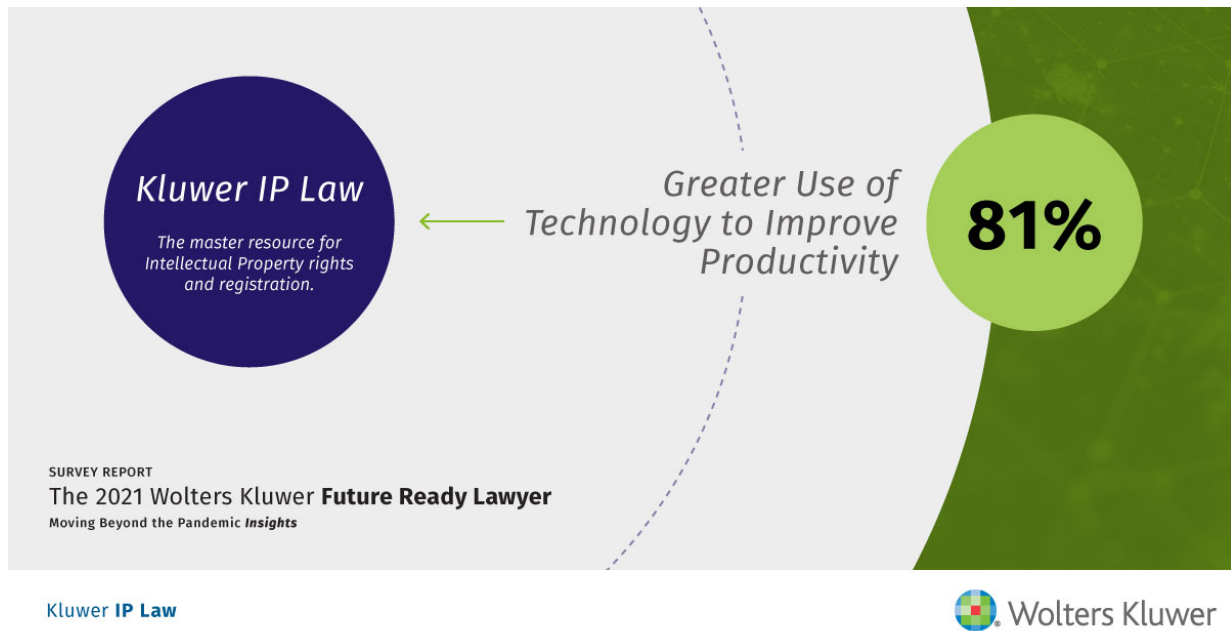 Kluwer IP Law
The master resource for
Intellectual Property rights
and registration.
Greater Use of
Technology to Improve
Productivity
81%
SURVEY REPORT
The 2021 Wolters Kluwer Future Ready Lawyer
Moving Beyond the Pandemic Insights
Kluwer IP Law
Wolters Kluwer